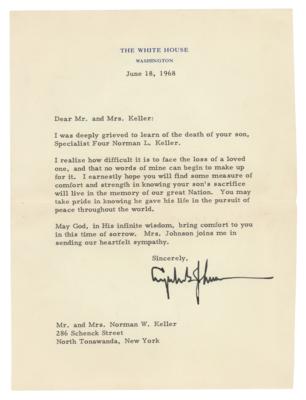 THE WHITE HOUSE
WASHINGTON
June 18, 1968
Dear Mr. and Mrs. Keller:
I was deeply grieved to learn of the death of your son,
Specialist Four Norman L. Keller.
I realize how difficult it is to face the loss of a loved
one, and that no words of mine can begin to make up
for it. I earnestly hope you will find some measure of
comfort and strength in knowing your son's sacrifice
will live in the memory of our great Nation. You may
take pride in knowing he gave his life in the pursuit of
peace throughout the world.
May God, in His infinite wisdom, bring comfort to you
in this time of sorrow. Mrs. Johnson joins me in
sending our heartfelt sympathy.
Sincerely,
Mr. and Mrs. Norman W. Keller
286 Schenck Street
North Tonawanda, New York